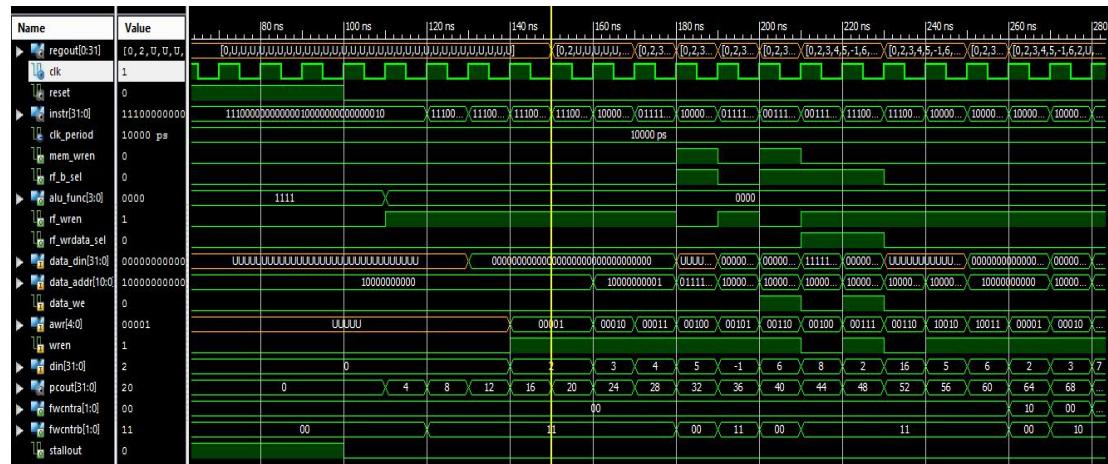 Name Value 80 ns 100 ns 120 ns 140 ns 160 ns 180 ns 200 ns 220 ns 240 ns 260 ns 280
regout[0:31] [0,2,U,U,U, [0,U,U,U,U,U,U,U,U,U,U,U,U,U,U,U,U,U,U,U,U,U,U,U,U,U,U,U,U,U,U,U] [0,2,U,U,U,U,... [0,2,3... [0,2,3... [0,2,3... [0,2,3... [0,2,3,4,5,-1,6,... [0,2,3,4,5,-1,6,... [0,2,3... [0,2,3,4,5,-1,6,2,U,...
clk 1
reset 0
instr[31:0] 11100000000 11100000000000010000000000000010 11100... 11100... 11100... 11100... 10000... 01111... 10000... 01111... 00111... 00111... 11100... 11100... 10000... 10000... 10000... 10000...
clk_period 10000 ps 10000 ps
mem_wren 0
rf_b_sel 0
alu_func[3:0] 0000 1111 0000
rf_wren 1
rf_wrdata_sel 0
data_din[31:0] 00000000000 UUUUUUUUUUUUUUUUUUUUUUUUUUUUUUUU 00000000000000000000000000000000 UUUU... 00000... 00000... 11111... 00000... UUUUUUUUUUU... 0000000000000... 00000...
data_addr[10:0] 10000000000 10000000000 10000000001 01111... 10000... 10000... 10000... 10000... 10000... 10000... 10000000000 10000...
data_we 0
awr[4:0] 00001 UUUUU 00001 00010 00011 00100 00101 00110 00100 00111 00110 10010 10011 00001 00010
wren 1
din[31:0] 2 0 2 3 4 5 -1 6 8 2 16 5 6 2 3 7
pcout[31:0] 20 0 4 8 12 16 20 24 28 32 36 40 44 48 52 56 60 64 68 ...
fwcntra[1:0] 00 00 10 00
fwcntrb[1:0] 11 00 11 00 11 00 11 00 10
stallout 0